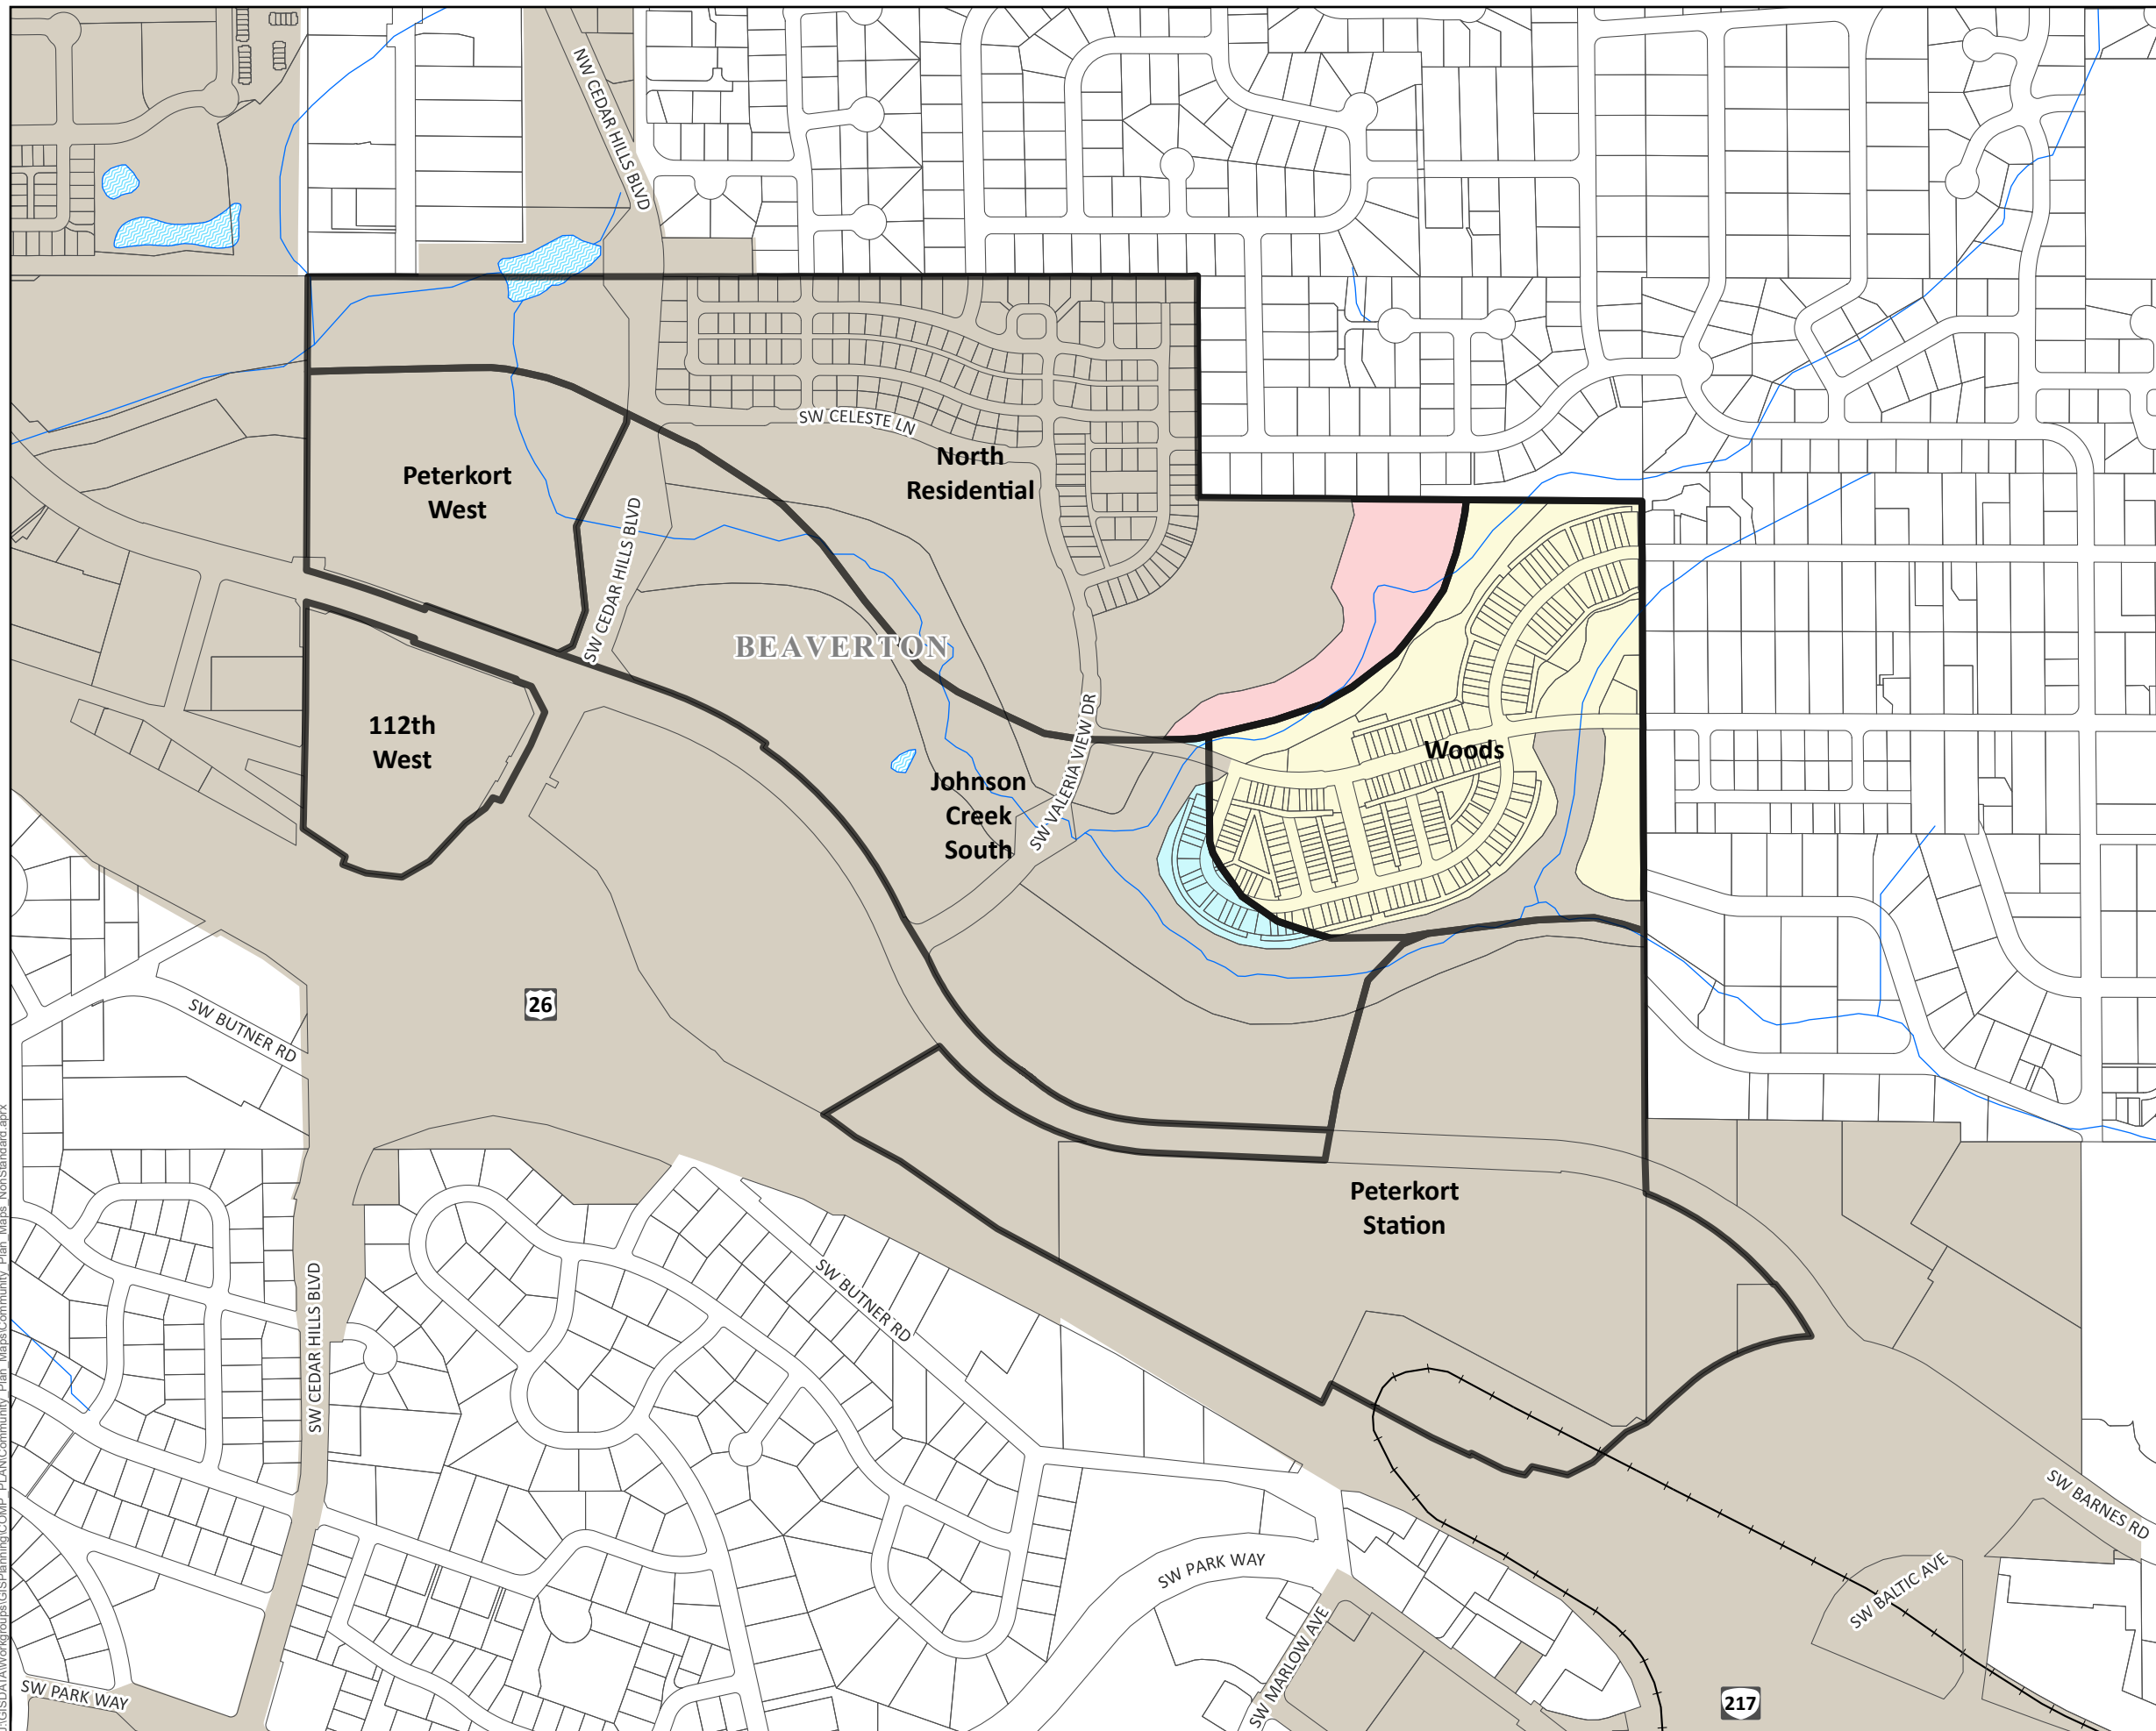 NW CEDAR HILLS BLVD
SW CELESTE LN
North
Residential
Peterkort
West
SW CEDAR HILLS BLVD
BEAVERTON
112th
West
SW VALERIA VIEW DR
Woods
Johnson
Creek
South
26
SW BUTNER RD
Peterkort
Station
SW CEDAR HILLS BLVD
SW BUTNER RD
SW BARNES RD
SW PARK WAY
SW BALTIC AVE
SW MARLOW AVE
SW PARK WAY
217